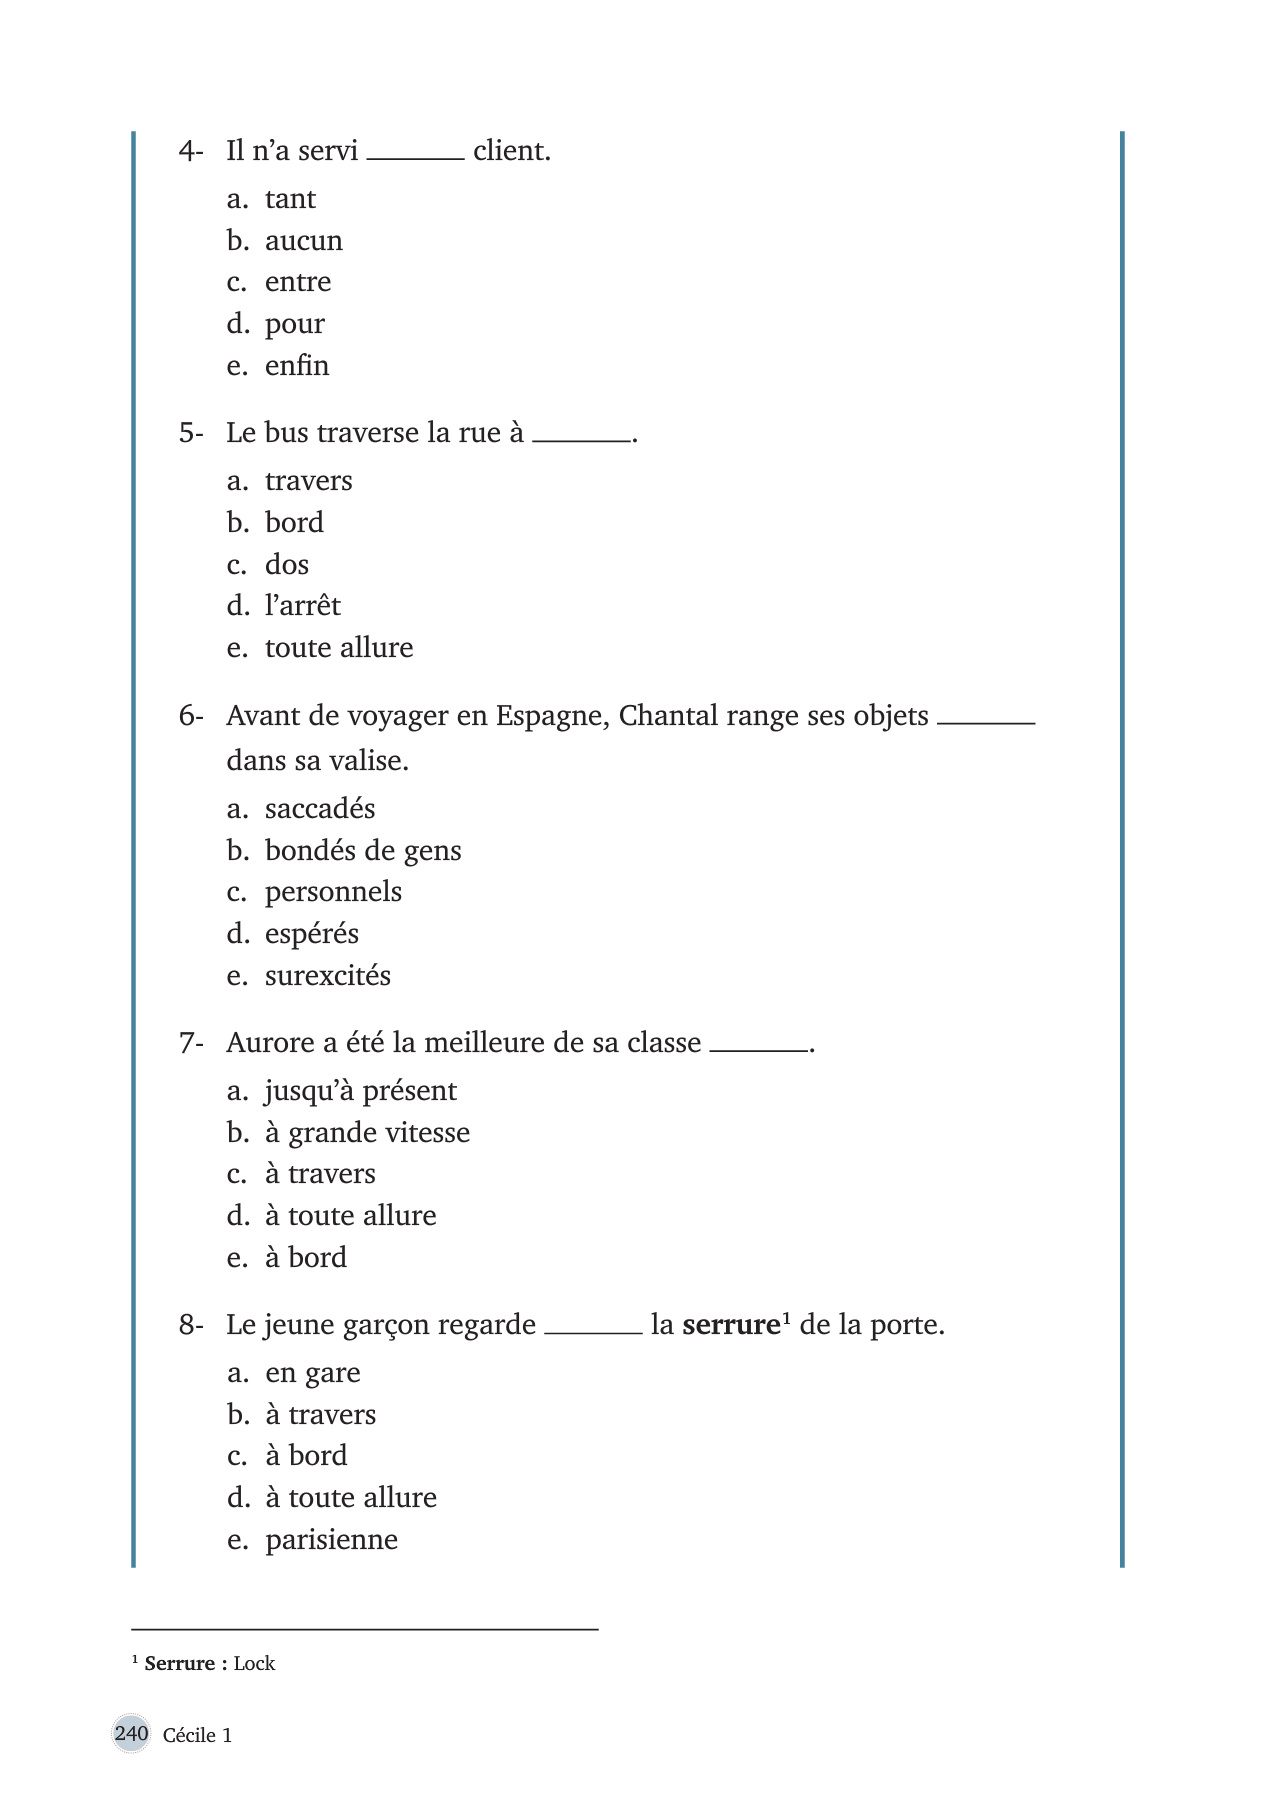 4- Il n’a servi _______ client.
a. tant
b. aucun
c. entre
d. pour
e. enfin
5- Le bus traverse la rue à _______.
a. travers
b. bord
c. dos
d. l’arrêt
e. toute allure
6- Avant de voyager en Espagne, Chantal range ses objets _______
dans sa valise.
a. saccadés
b. bondés de gens
c. personnels
d. espérés
e. surexcités
7- Aurore a été la meilleure de sa classe _______.
a. jusqu’à présent
b. à grande vitesse
c. à travers
d. à toute allure
e. à bord
8- Le jeune garçon regarde _______ la serrure¹ de la porte.
a. en gare
b. à travers
c. à bord
d. à toute allure
e. parisienne
¹ Serrure : Lock
240 Cécile 1